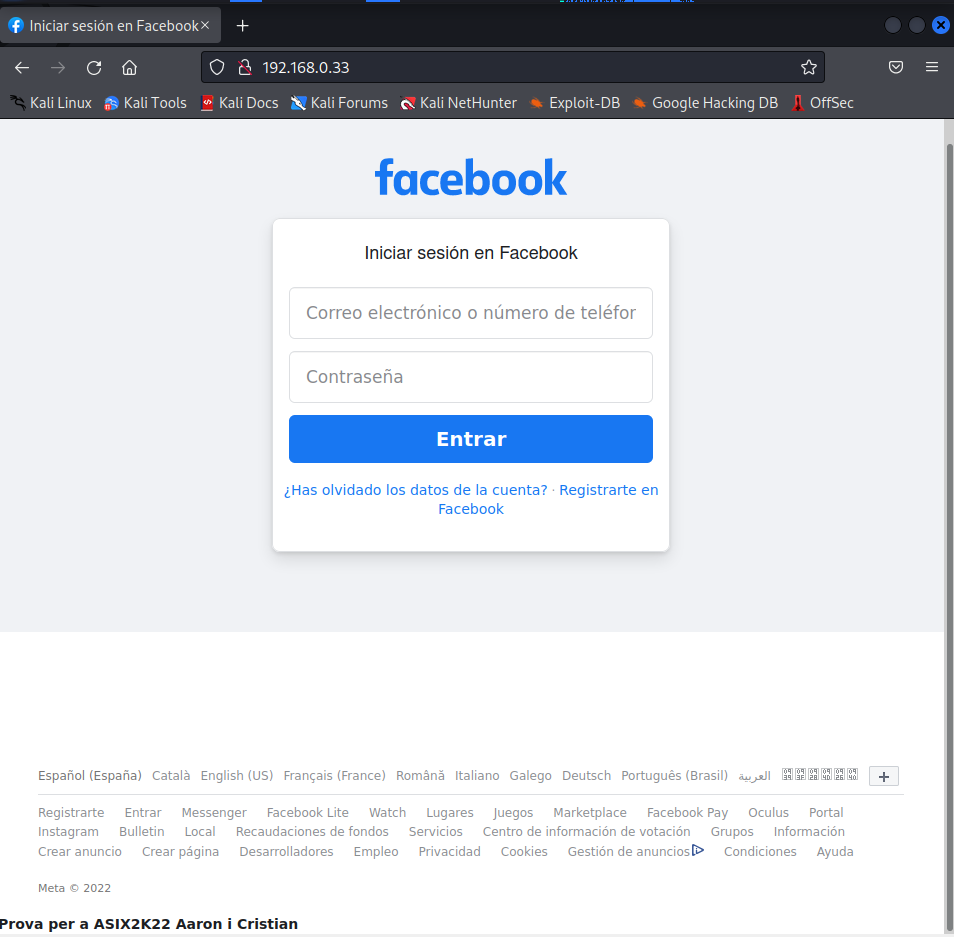 Iniciar sesión en Facebook
192.168.0.33
Kali Linux Kali Tools Kali Docs Kali Forums Kali NetHunter Exploit-DB Google Hacking DB OffSec
facebook
Iniciar sesión en Facebook
Correo electrónico o número de teléfor
Contraseña
Entrar
¿Has olvidado los datos de la cuenta? · Registrarte en
Facebook
Español (España) Català English (US) Français (France) Română Italiano Galego Deutsch Português (Brasil) العربية
Registrarte Entrar Messenger Facebook Lite Watch Lugares Juegos Marketplace Facebook Pay Oculus Portal
Instagram Bulletin Local Recaudaciones de fondos Servicios Centro de información de votación Grupos Información
Crear anuncio Crear página Desarrolladores Empleo Privacidad Cookies Gestión de anuncios Condiciones Ayuda
Meta © 2022
Prova per a ASIX2K22 Aaron i Cristian